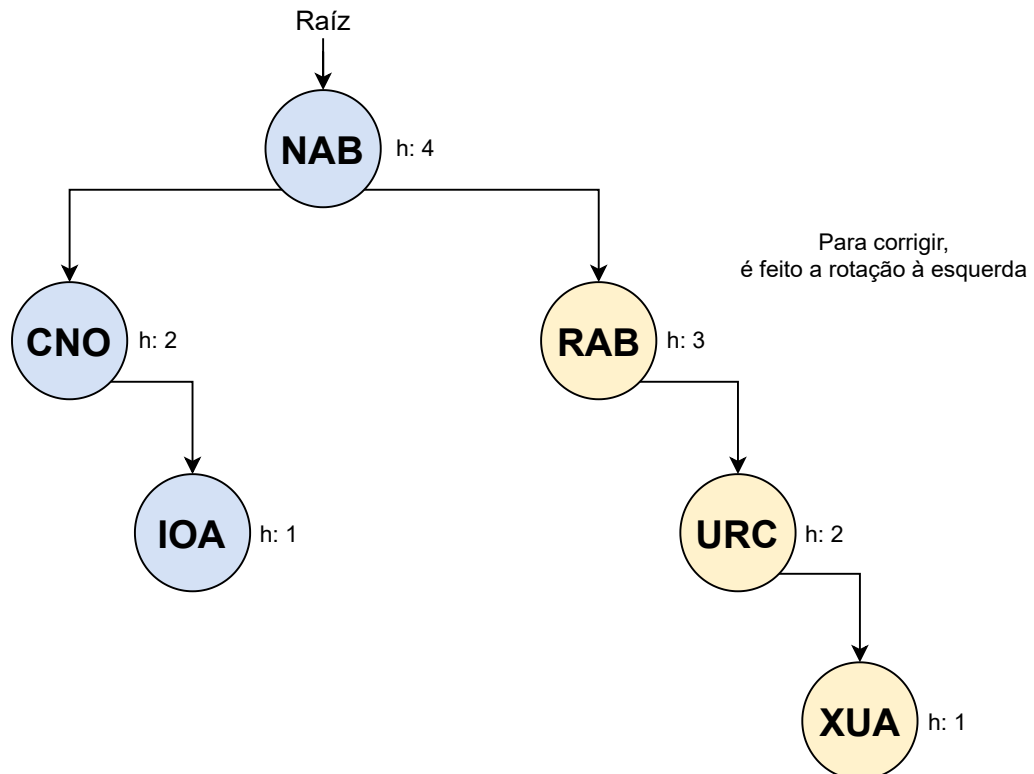 Raíz
NAB
h: 4
Para corrigir,
é feito a rotação à esquerda
CNO
h: 2
RAB
h: 3
IOA
h: 1
URC
h: 2
XUA
h: 1